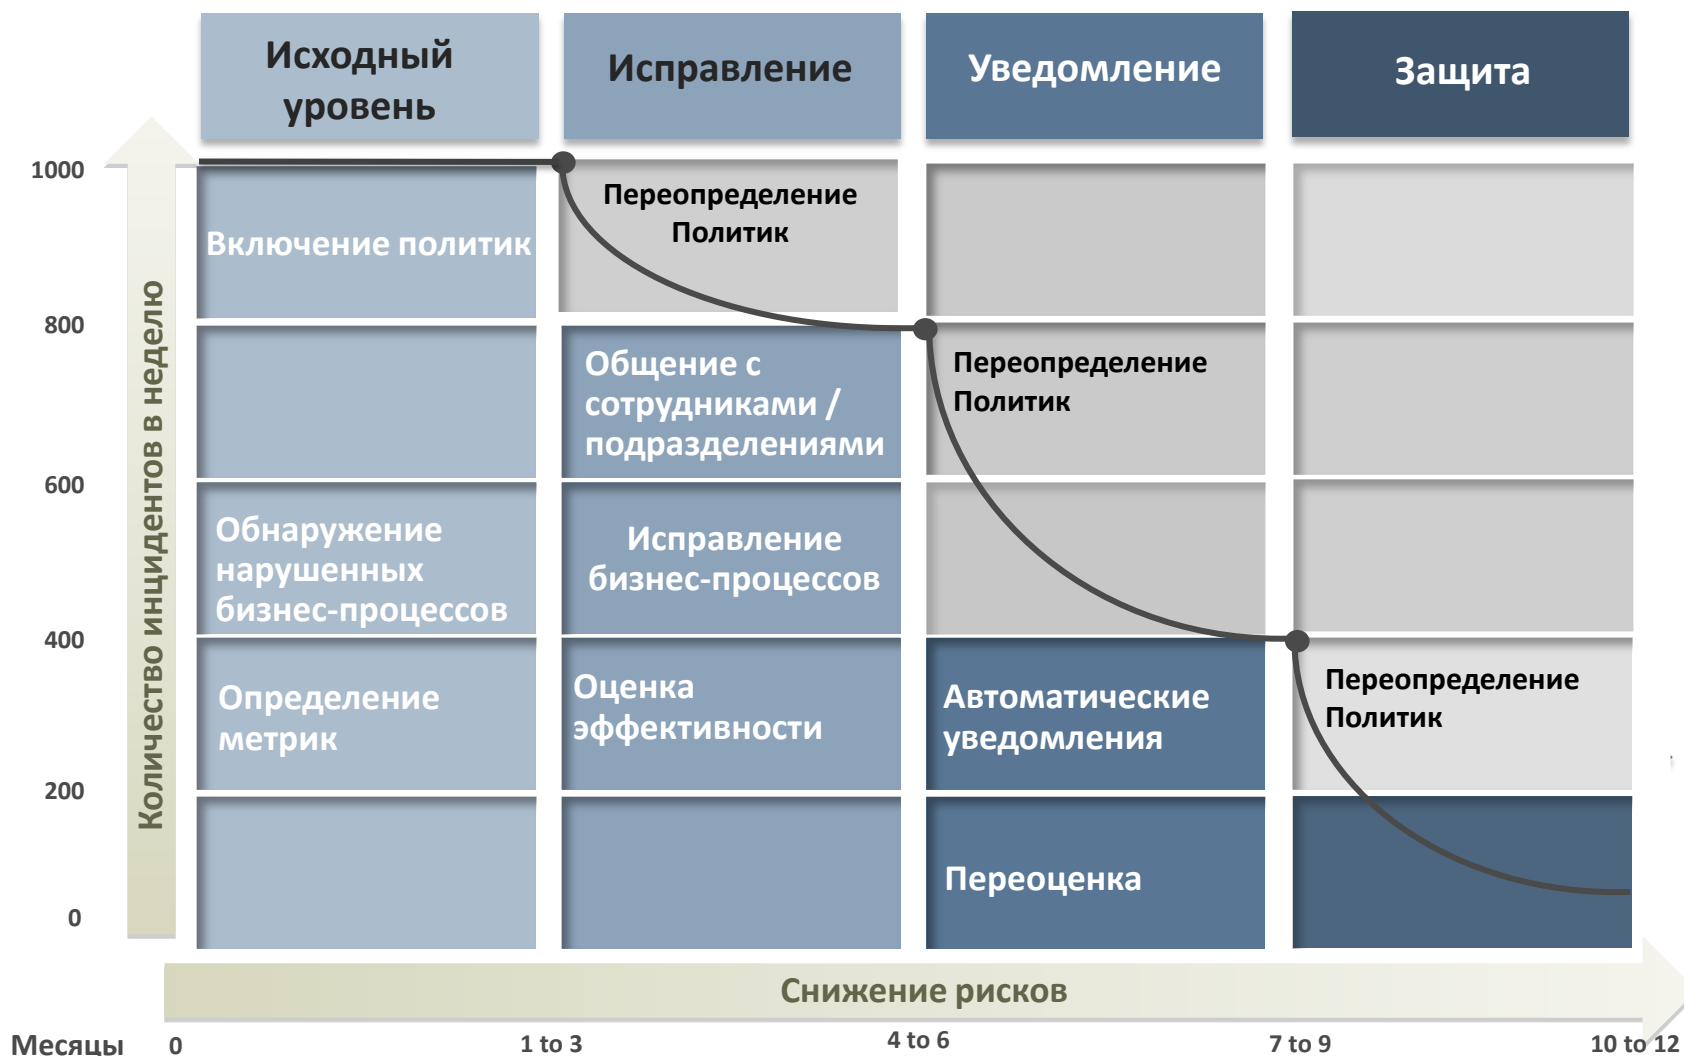 Исходный
уровень
Исправление
Уведомление
Защита
1000
800
600
400
200
0
Количество инцидентов в неделю
Включение политик
Обнаружение
нарушенных
бизнес-процессов
Определение
метрик
Переопределение
Политик
Общение с
сотрудниками /
подразделениями
Исправление
бизнес-процессов
Оценка
эффективности
Переопределение
Политик
Автоматические
уведомления
Переоценка
Переопределение
Политик
Снижение рисков
Месяцы 0 1 to 3 4 to 6 7 to 9 10 to 12